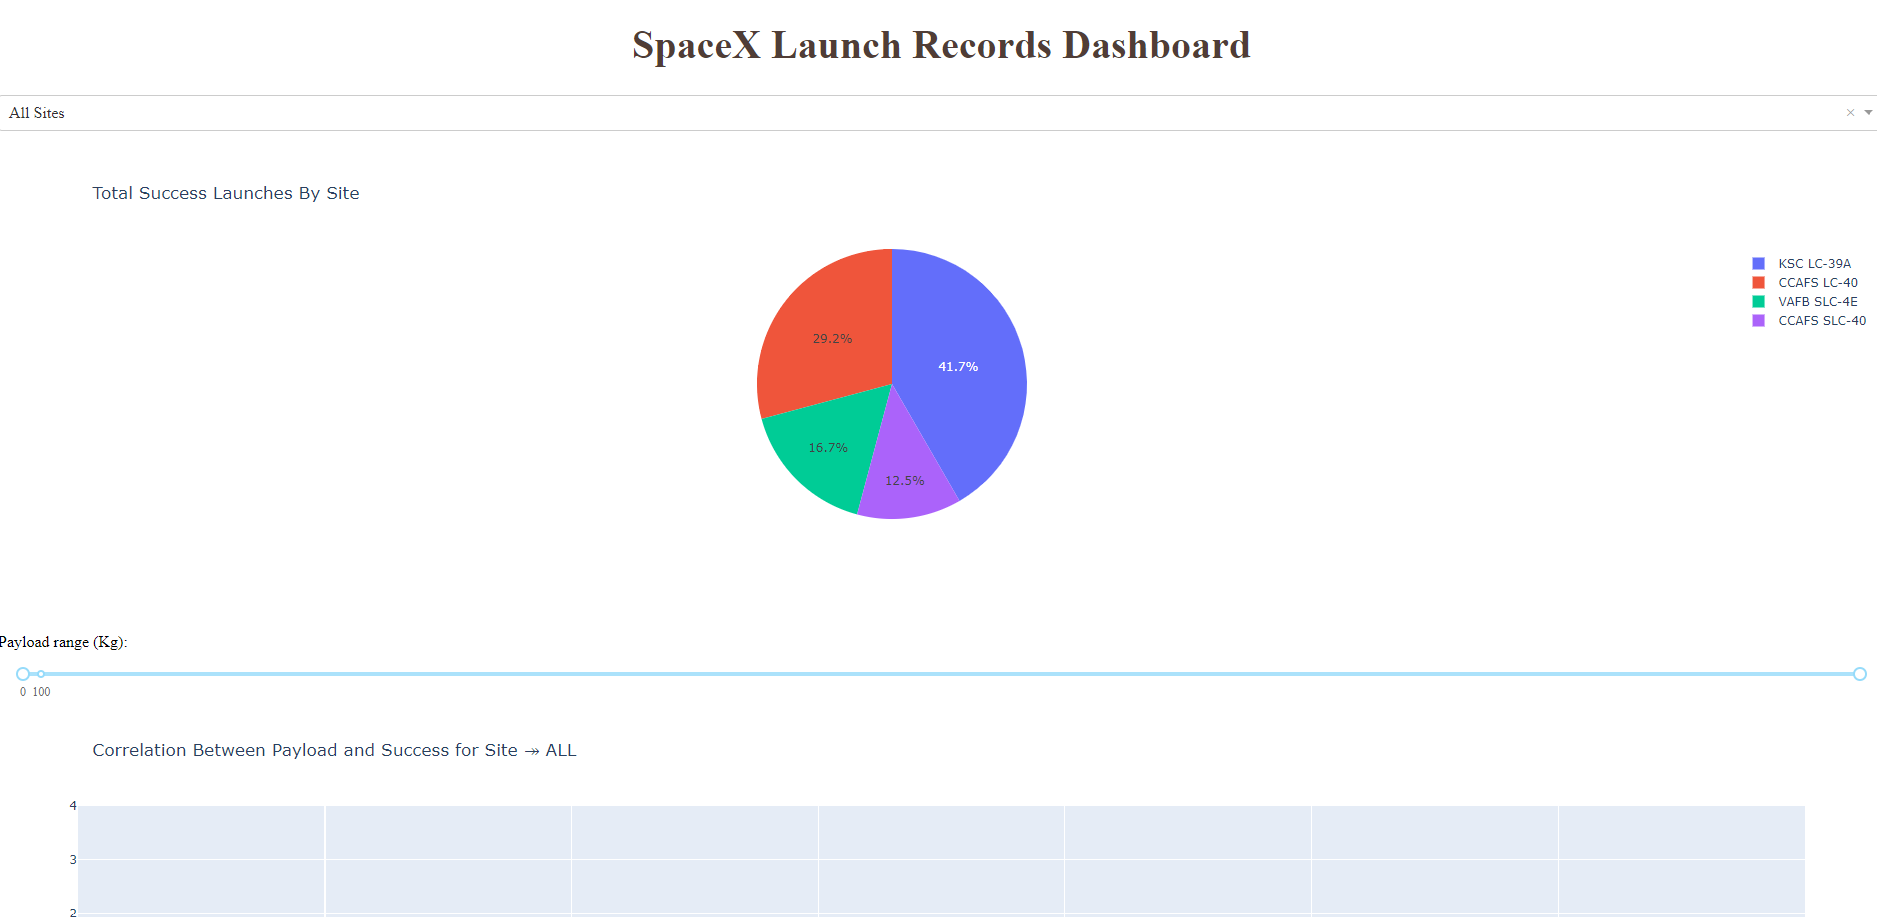 SpaceX Launch Records Dashboard
All Sites
×
Total Success Launches By Site
KSC LC-39A
CCAFS LC-40
VAFB SLC-4E
CCAFS SLC-40
29.2%
41.7%
16.7%
12.5%
Payload range (Kg):
0 100
Correlation Between Payload and Success for Site ↠ ALL
4
3
2